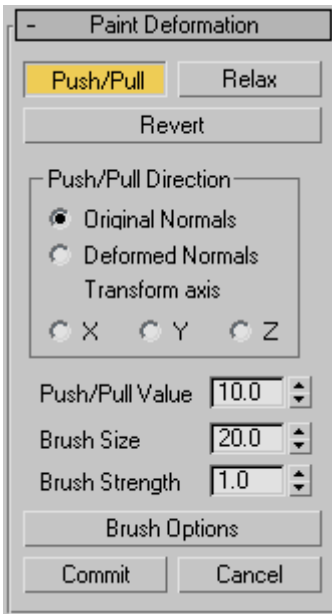 - Paint Deformation
Push/Pull Relax
Revert
Push/Pull Direction
Original Normals
Deformed Normals
Transform axis
X Y Z
Push/Pull Value 10.0
Brush Size 20.0
Brush Strength 1.0
Brush Options
Commit Cancel